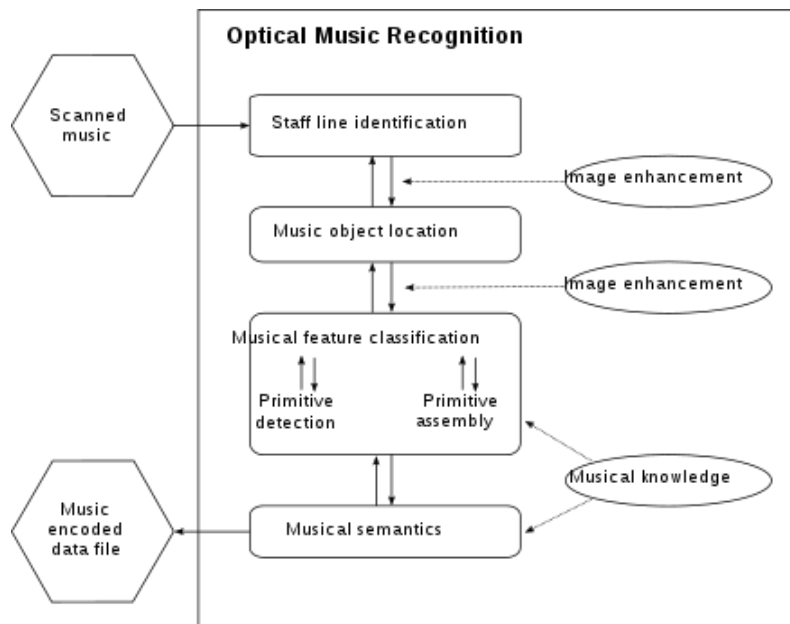 Optical Music Recognition
Scanned
music
Staff line identification
Image enhancement
Music object location
Image enhancement
Musical feature classification
Primitive
detection
Primitive
assembly
Musical knowledge
Music
encoded
data file
Musical semantics